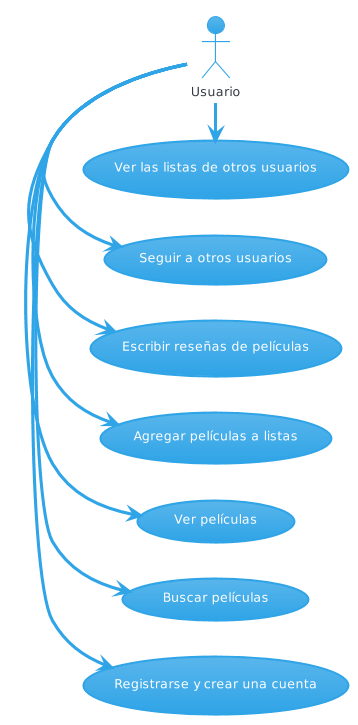 Usuario
Ver las listas de otros usuarios
Seguir a otros usuarios
Escribir reseñas de películas
Agregar películas a listas
Ver películas
Buscar películas
Registrarse y crear una cuenta